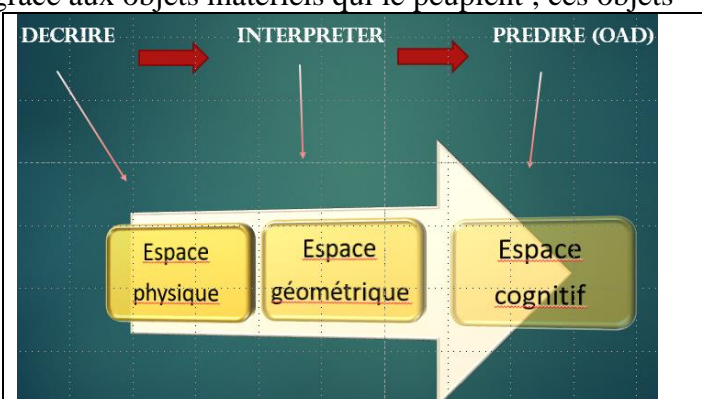 grâce aux objets matériels qui le peuplent ; ces objets
DECRIRE INTERPRETER PREDIRE (OAD)
Espace physique
Espace géométrique
Espace cognitif